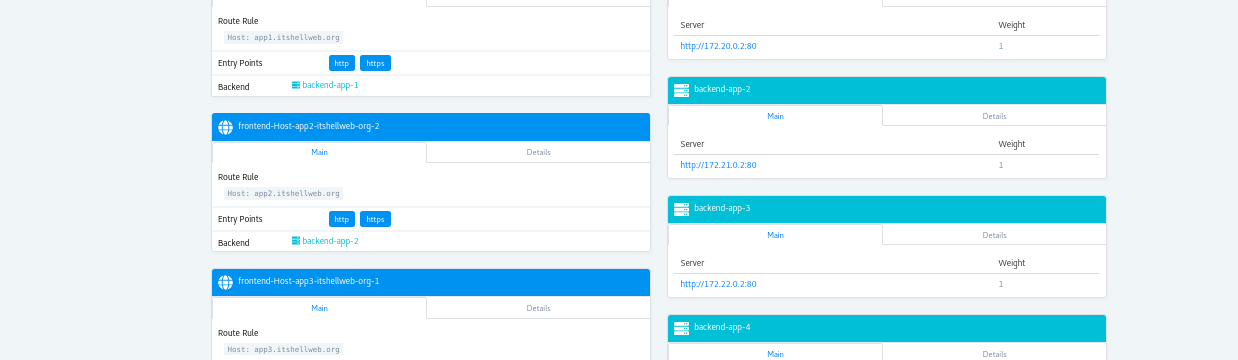 Route Rule
Host: app1.itshellweb.org
Entry Points http https
Backend backend-app-1
frontend-Host-app2-itshellweb-org-2
Main Details
Route Rule
Host: app2.itshellweb.org
Entry Points http https
Backend backend-app-2
frontend-Host-app3-itshellweb-org-1
Main Details
Route Rule
Host: app3.itshellweb.org
Server Weight
http://172.20.0.2:80 1
backend-app-2
Main Details
Server Weight
http://172.21.0.2:80 1
backend-app-3
Main Details
Server Weight
http://172.22.0.2:80 1
backend-app-4
Main Details